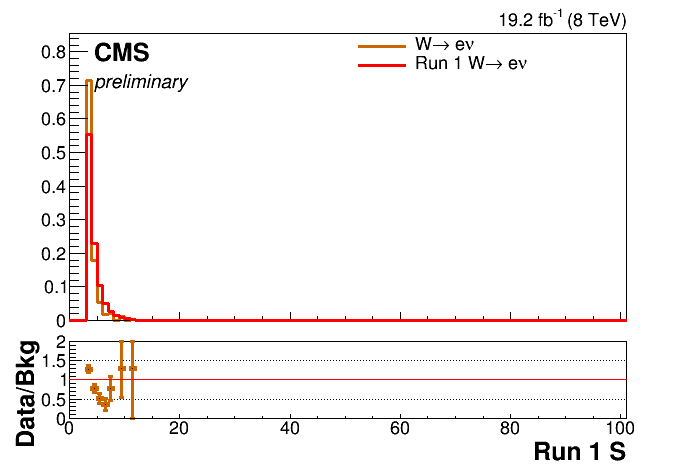 19.2 fb-1 (8 TeV)
CMS
preliminary
W→ eν
Run 1 W→ eν
0.8
0.7
0.6
0.5
0.4
0.3
0.2
0.1
0
Data/Bkg
2
1.5
1
0.5
0
0 20 40 60 80 100
Run 1 S